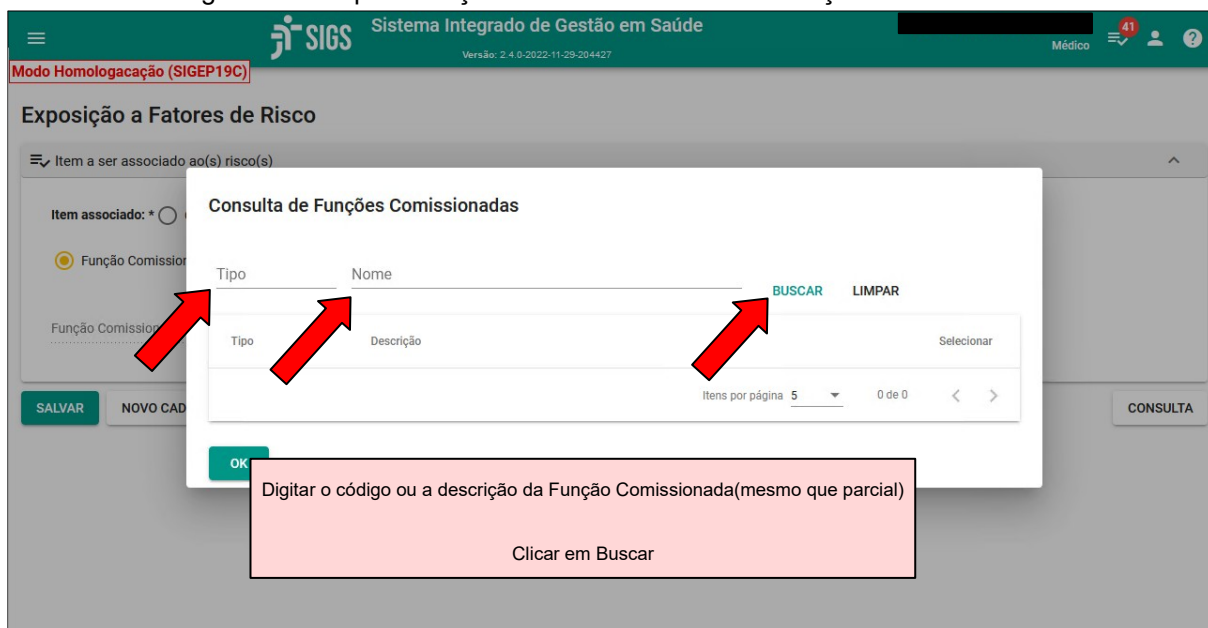 SIGS
Sistema Integrado de Gestão em Saúde
Versão: 2.4.0-2022-11-29-204427
Médico
41
?
Modo Homologacação (SIGEP19C)
Exposição a Fatores de Risco
Item a ser associado ao(s) risco(s)
Item associado: *
Função Comission
Função Comission
SALVAR
NOVO CAD
CONSULTA
Consulta de Funções Comissionadas
Tipo
Nome
BUSCAR
LIMPAR
Tipo
Descrição
Selecionar
Itens por página 5
0 de 0
OK
Digitar o código ou a descrição da Função Comissionada(mesmo que parcial)
Clicar em Buscar